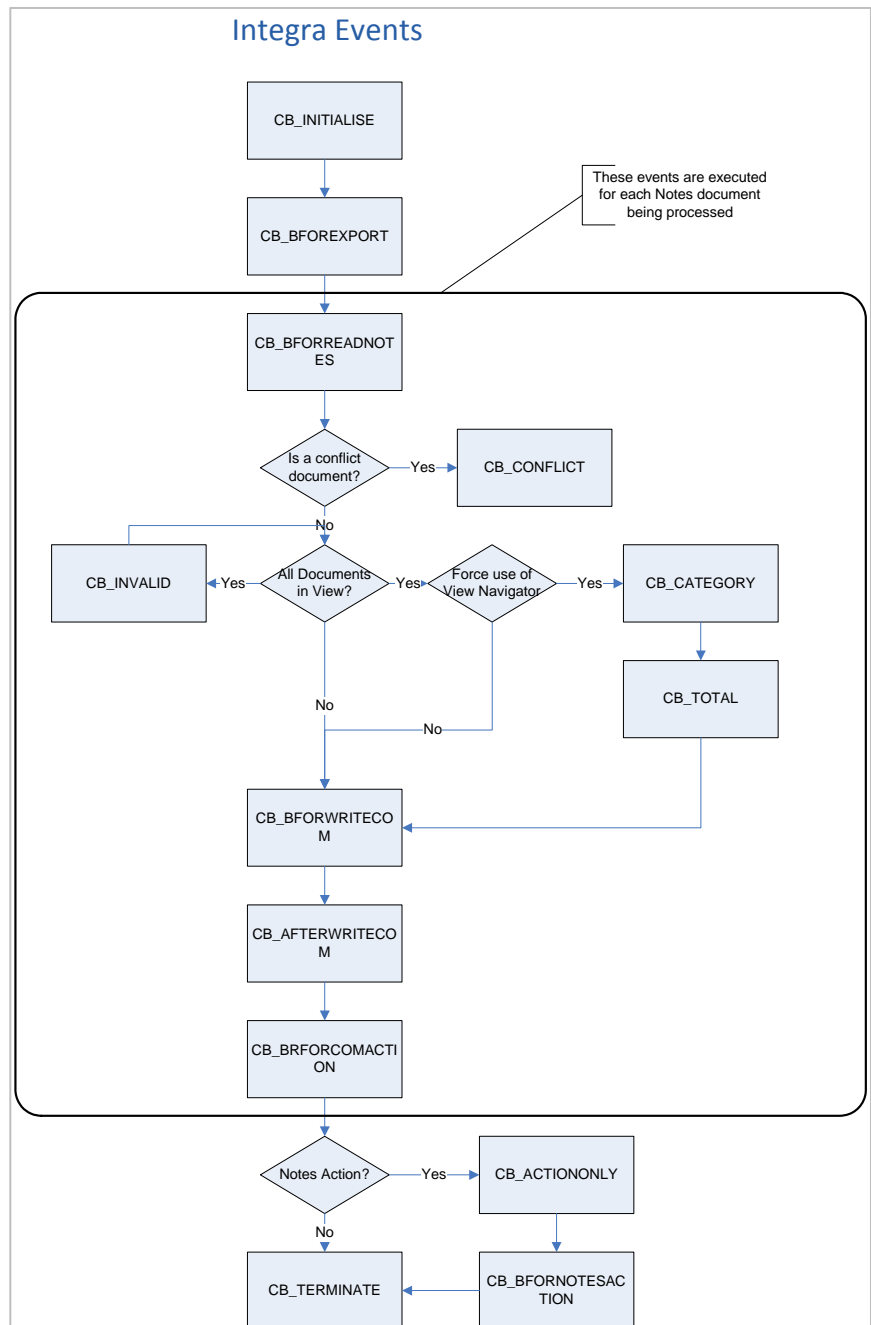 Integra Events
CB_INITIALISE
These events are executed
for each Notes document
being processed
CB_BFOREXPORT
CB_BFORREADNOT
ES
Is a conflict
document?
Yes
CB_CONFLICT
No
CB_INVALID
Yes
All Documents
in View?
Yes
Force use of
View Navigator
Yes
CB_CATEGORY
CB_TOTAL
No
No
CB_BFORWRITECO
M
CB_AFTERWRITECO
M
CB_BRFORCOMACTI
ON
Notes Action?
Yes
CB_ACTIONONLY
No
CB_TERMINATE
CB_BFORNOTESAC
TION